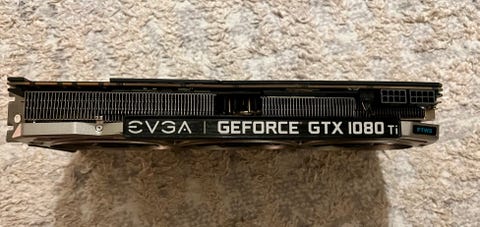 EVGA GEFORCE GTX 1080 Ti FTW3